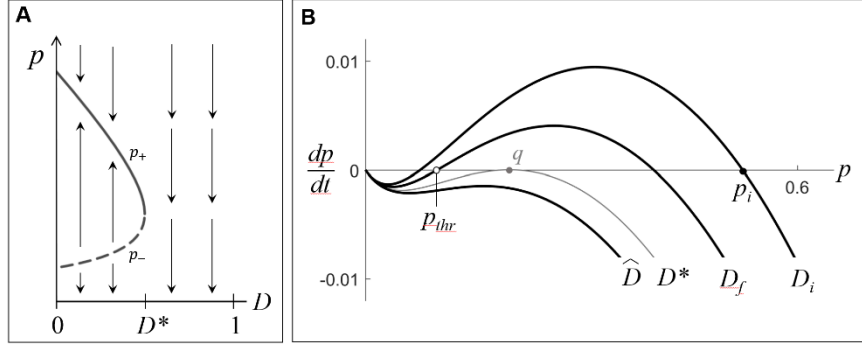 A
p
p₊
p₋
0
D*
1
D
B
0.01
dp
dt
0
q
p
p_thr
p_i
0.6
-0.01
D̂
D*
D_f
D_i